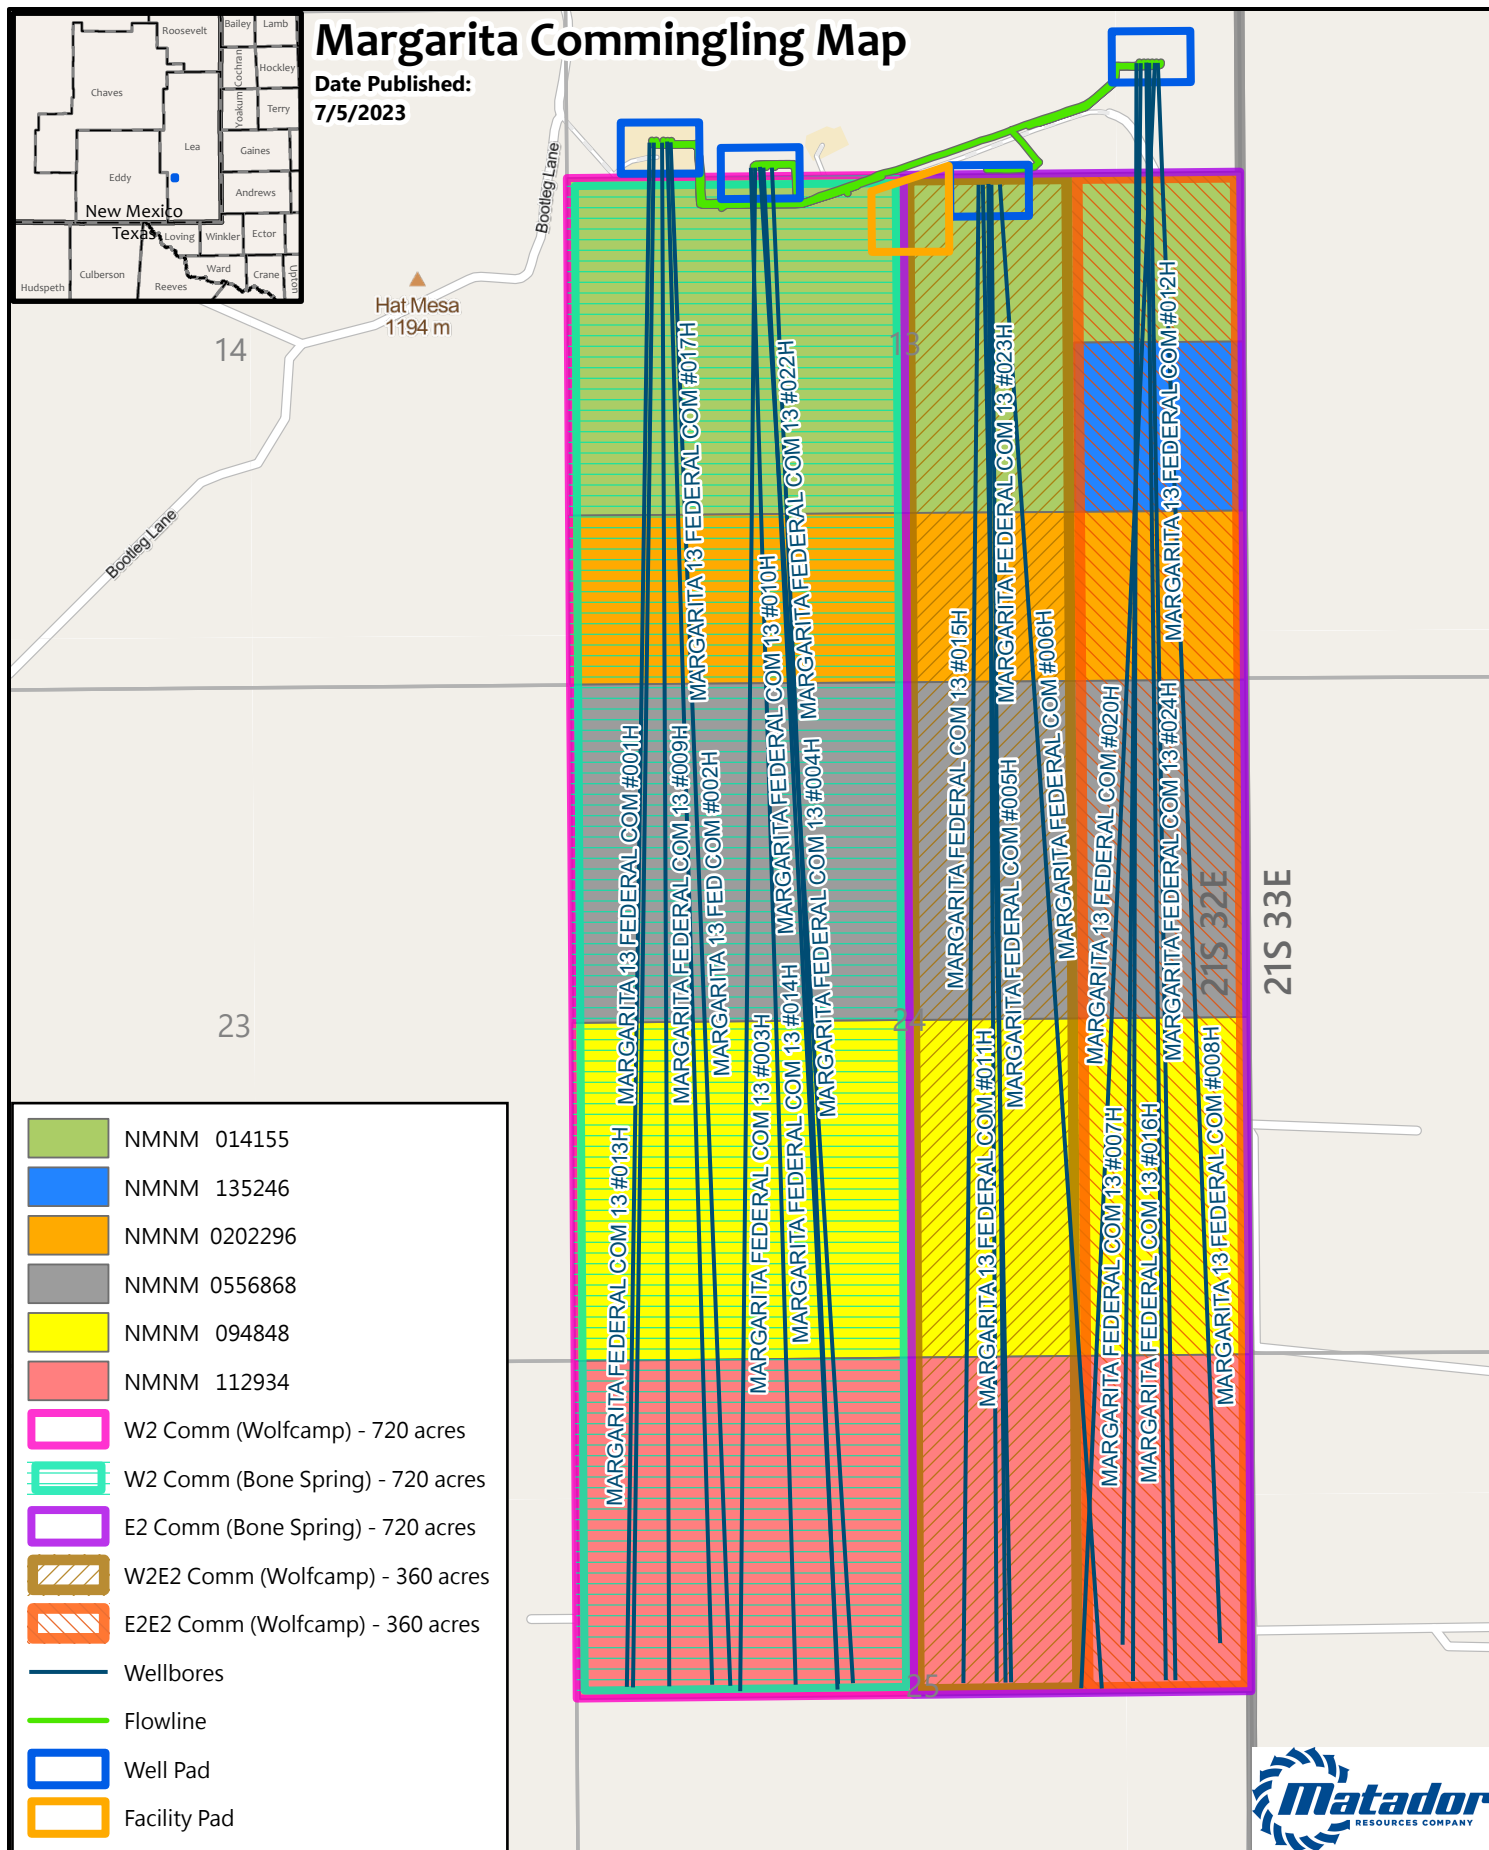 Margarita Commingling Map
Date Published:
7/5/2023
Roosevelt
Bailey
Lamb
Cochran
Hockley
Chaves
Yoakum
Terry
Lea
Gaines
Eddy
Andrews
New Mexico
Texas
Loving
Winkler
Ector
Culberson
Ward
Crane
Upton
Hudspeth
Reeves
Bootleg Lane
Hat Mesa
1194 m
Bootleg Lane
14
13
23
24
25
21S 32E
21S 33E
MARGARITA 13 FEDERAL COM #017H
MARGARITA FEDERAL COM 13 #022H
MARGARITA FEDERAL COM 13 #023H
MARGARITA 13 FEDERAL COM #012H
MARGARITA FEDERAL COM 13 #010H
MARGARITA FEDERAL COM 13 #015H
MARGARITA FEDERAL COM #006H
MARGARITA 13 FEDERAL COM #001H
MARGARITA FEDERAL COM 13 #009H
MARGARITA 13 FED COM #002H
MARGARITA FEDERAL COM 13 #004H
MARGARITA FEDERAL COM #005H
MARGARITA 13 FEDERAL COM #020H
MARGARITA FEDERAL COM 13 #024H
MARGARITA FEDERAL COM 13 #013H
MARGARITA FEDERAL COM 13 #003H
MARGARITA FEDERAL COM 13 #014H
MARGARITA 13 FEDERAL COM #011H
MARGARITA FEDERAL COM 13 #007H
MARGARITA FEDERAL COM 13 #016H
MARGARITA 13 FEDERAL COM #008H
NMNM 014155
NMNM 135246
NMNM 0202296
NMNM 0556868
NMNM 094848
NMNM 112934
W2 Comm (Wolfcamp) - 720 acres
W2 Comm (Bone Spring) - 720 acres
E2 Comm (Bone Spring) - 720 acres
W2E2 Comm (Wolfcamp) - 360 acres
E2E2 Comm (Wolfcamp) - 360 acres
Wellbores
Flowline
Well Pad
Facility Pad
Matador
RESOURCES COMPANY